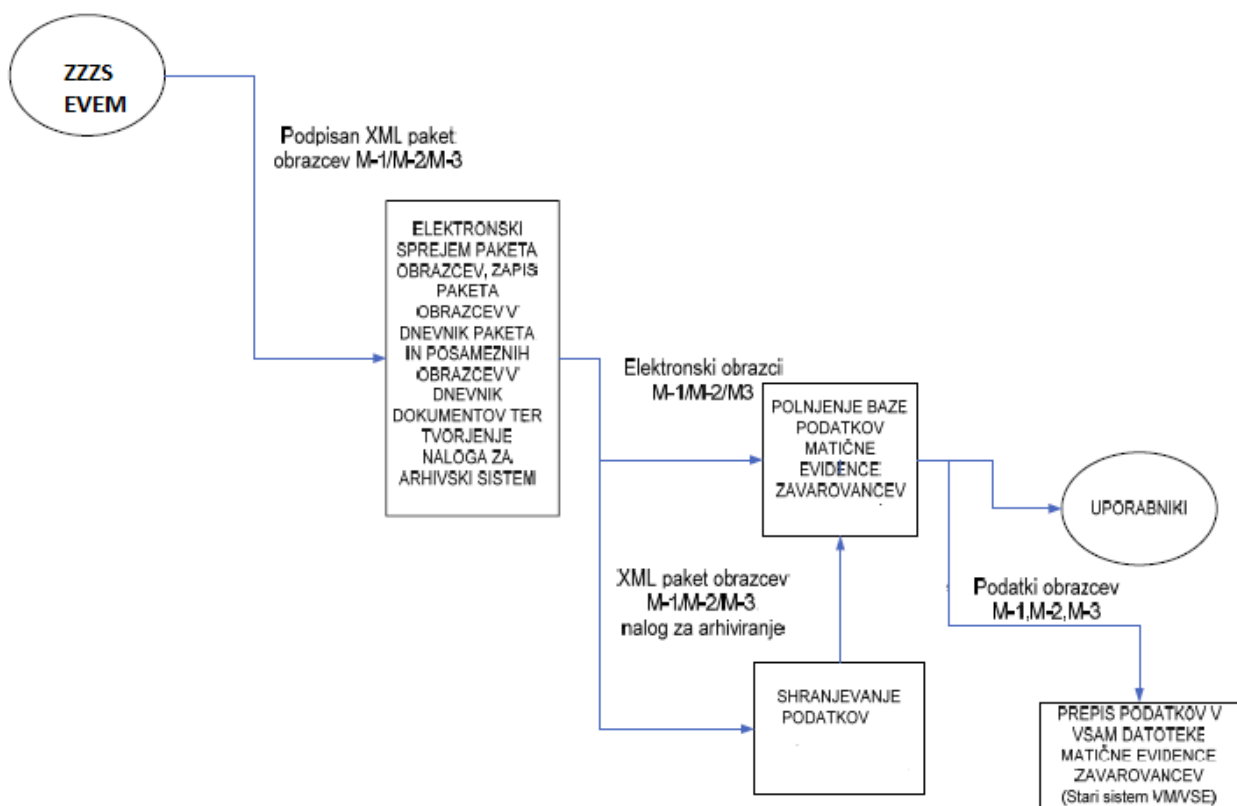 ZZZS
EVEM
Podpisan XML paket
obrazcev M-1/M-2/M-3
ELEKTRONSKI
SPREJEM PAKETA
OBRAZCEV, ZAPIS
PAKETA
OBRAZCEV V
DNEVNIK PAKETA
IN POSAMEZNIH
OBRAZCEV V
DNEVNIK
DOKUMENTOV TER
TVORJENJE
NALOGA ZA
ARHIVSKI SISTEM
Elektronski obrazci
M-1/M-2/M3
POLNJENJE BAZE
PODATKOV
MATIČNE
EVIDENCE
ZAVAROVANCEV
UPORABNIKI
XML paket obrazcev
M-1/M-2/M-3
nalog za arhiviranje
Podatki obrazcev
M-1,M-2,M-3
SHRANJEVANJE
PODATKOV
PREPIS PODATKOV V
VSAM DATOTEKE
MATIČNE EVIDENCE
ZAVAROVANCEV
(Stari sistem VM/VSE)